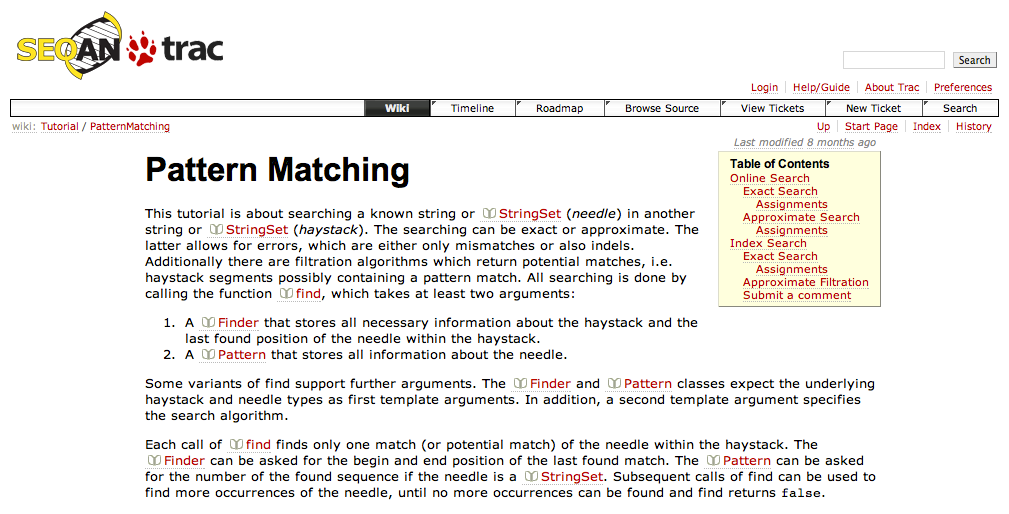 SEQAN trac
Search
Login Help/Guide About Trac Preferences
Wiki Timeline Roadmap Browse Source View Tickets New Ticket Search
wiki: Tutorial / PatternMatching
Up Start Page Index History
Last modified 8 months ago
Pattern Matching
Table of Contents
Online Search
Exact Search
Assignments
Approximate Search
Assignments
Index Search
Exact Search
Assignments
Approximate Filtration
Submit a comment
This tutorial is about searching a known string or StringSet (needle) in another
string or StringSet (haystack). The searching can be exact or approximate. The
latter allows for errors, which are either only mismatches or also indels.
Additionally there are filtration algorithms which return potential matches, i.e.
haystack segments possibly containing a pattern match. All searching is done by
calling the function find, which takes at least two arguments:
1. A Finder that stores all necessary information about the haystack and the
last found position of the needle within the haystack.
2. A Pattern that stores all information about the needle.
Some variants of find support further arguments. The Finder and Pattern classes expect the underlying
haystack and needle types as first template arguments. In addition, a second template argument specifies
the search algorithm.
Each call of find finds only one match (or potential match) of the needle within the haystack. The
Finder can be asked for the begin and end position of the last found match. The Pattern can be asked
for the number of the found sequence if the needle is a StringSet. Subsequent calls of find can be used to
find more occurrences of the needle, until no more occurrences can be found and find returns false.